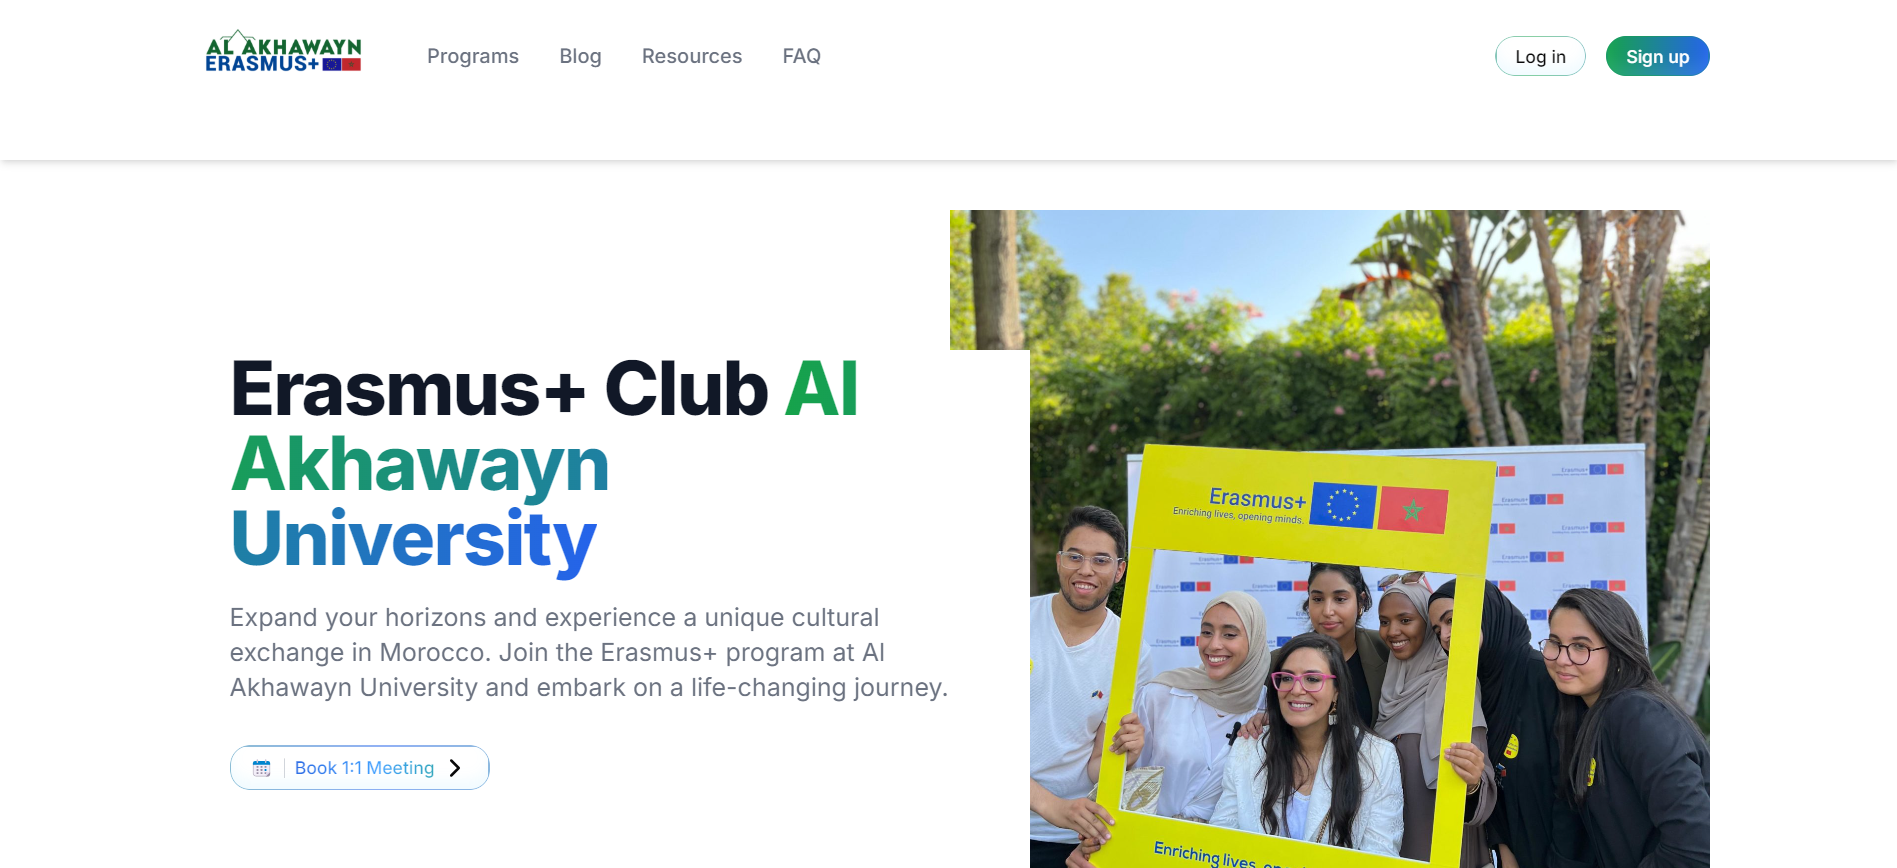 AL AKHAWAYN
ERASMUS+
Programs
Blog
Resources
FAQ
Log in
Sign up
Erasmus+ Club Al
Akhawayn
University
Expand your horizons and experience a unique cultural
exchange in Morocco. Join the Erasmus+ program at Al
Akhawayn University and embark on a life-changing journey.
Book 1:1 Meeting
Erasmus+
Enriching lives, opening minds.
Enriching lives,